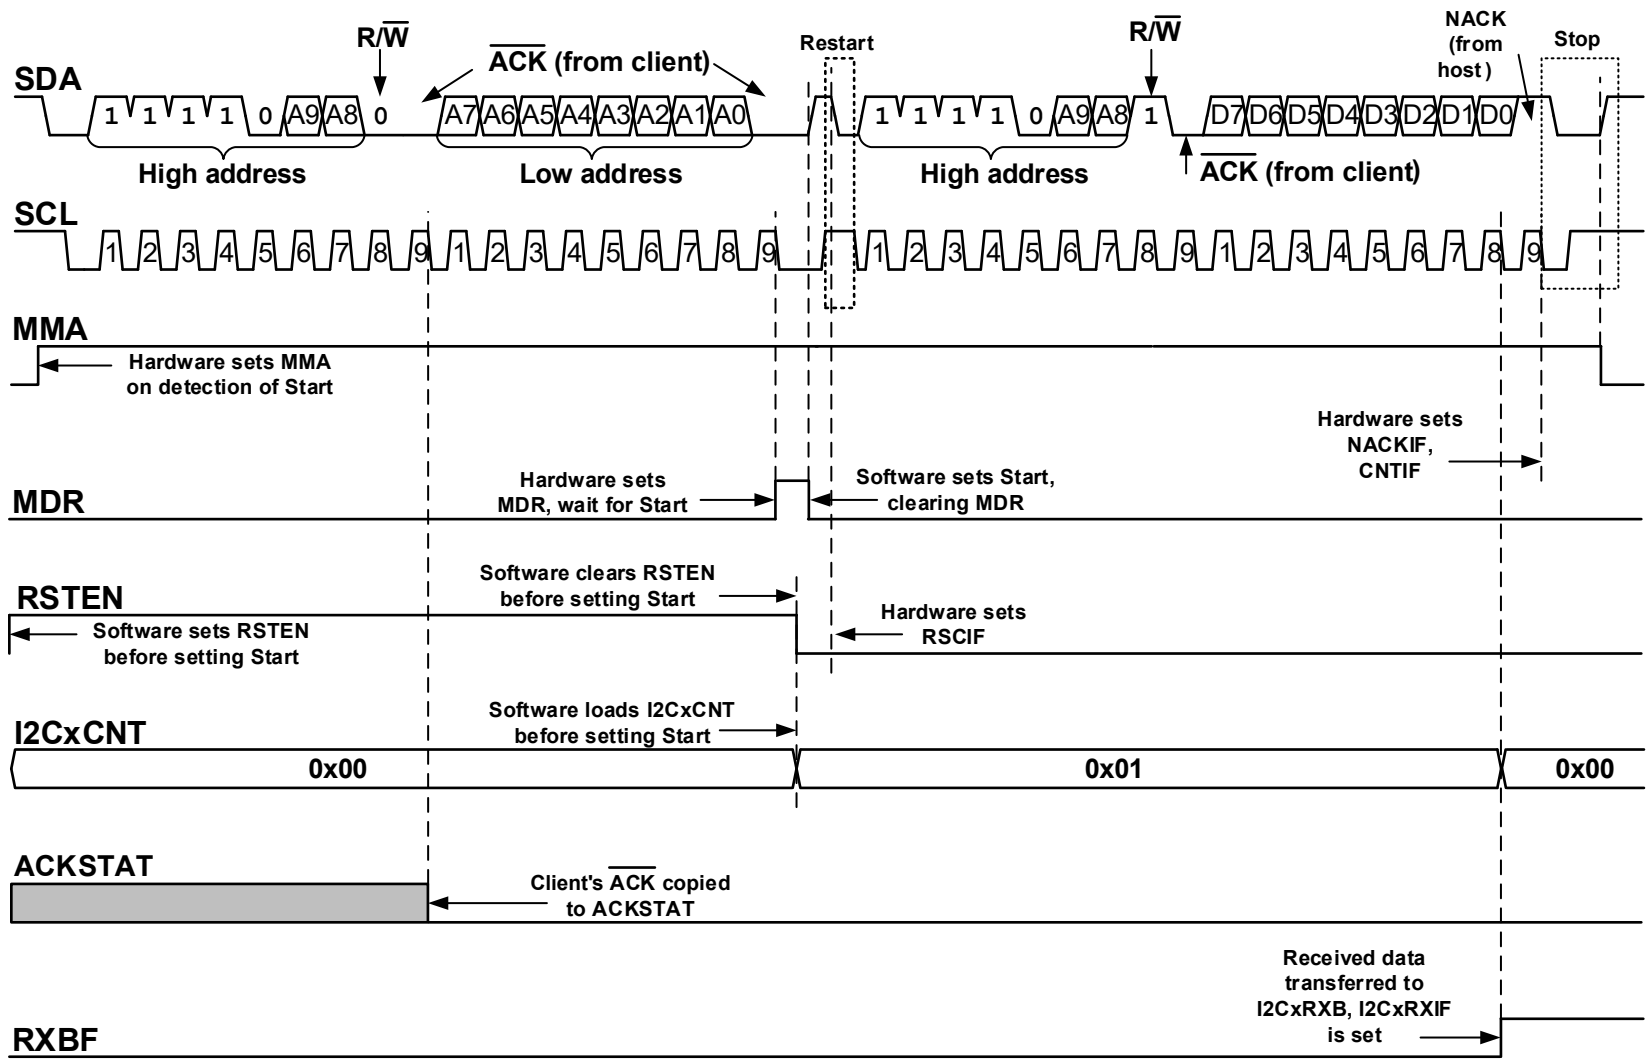 R/W
ACK (from client)
Restart
R/W
NACK
(from
host )
Stop
SDA
1 1 1 1 0 A9 A8 0 A7 A6 A5 A4 A3 A2 A1 A0 1 1 1 1 0 A9 A8 1 D7 D6 D5 D4 D3 D2 D1 D0
High address
Low address
High address
ACK (from client)
SCL
1 2 3 4 5 6 7 8 9 1 2 3 4 5 6 7 8 9 1 2 3 4 5 6 7 8 9 1 2 3 4 5 6 7 8 9
MMA
Hardware sets MMA
on detection of Start
Hardware sets
NACKIF,
CNTIF
MDR
Hardware sets
MDR, wait for Start
Software sets Start,
clearing MDR
RSTEN
Software sets RSTEN
before setting Start
Software clears RSTEN
before setting Start
Hardware sets
RSCIF
I2CxCNT
Software loads I2CxCNT
before setting Start
0x00
0x01
0x00
ACKSTAT
Client's ACK copied
to ACKSTAT
Received data
transferred to
I2CxRXB, I2CxRXIF
is set
RXBF